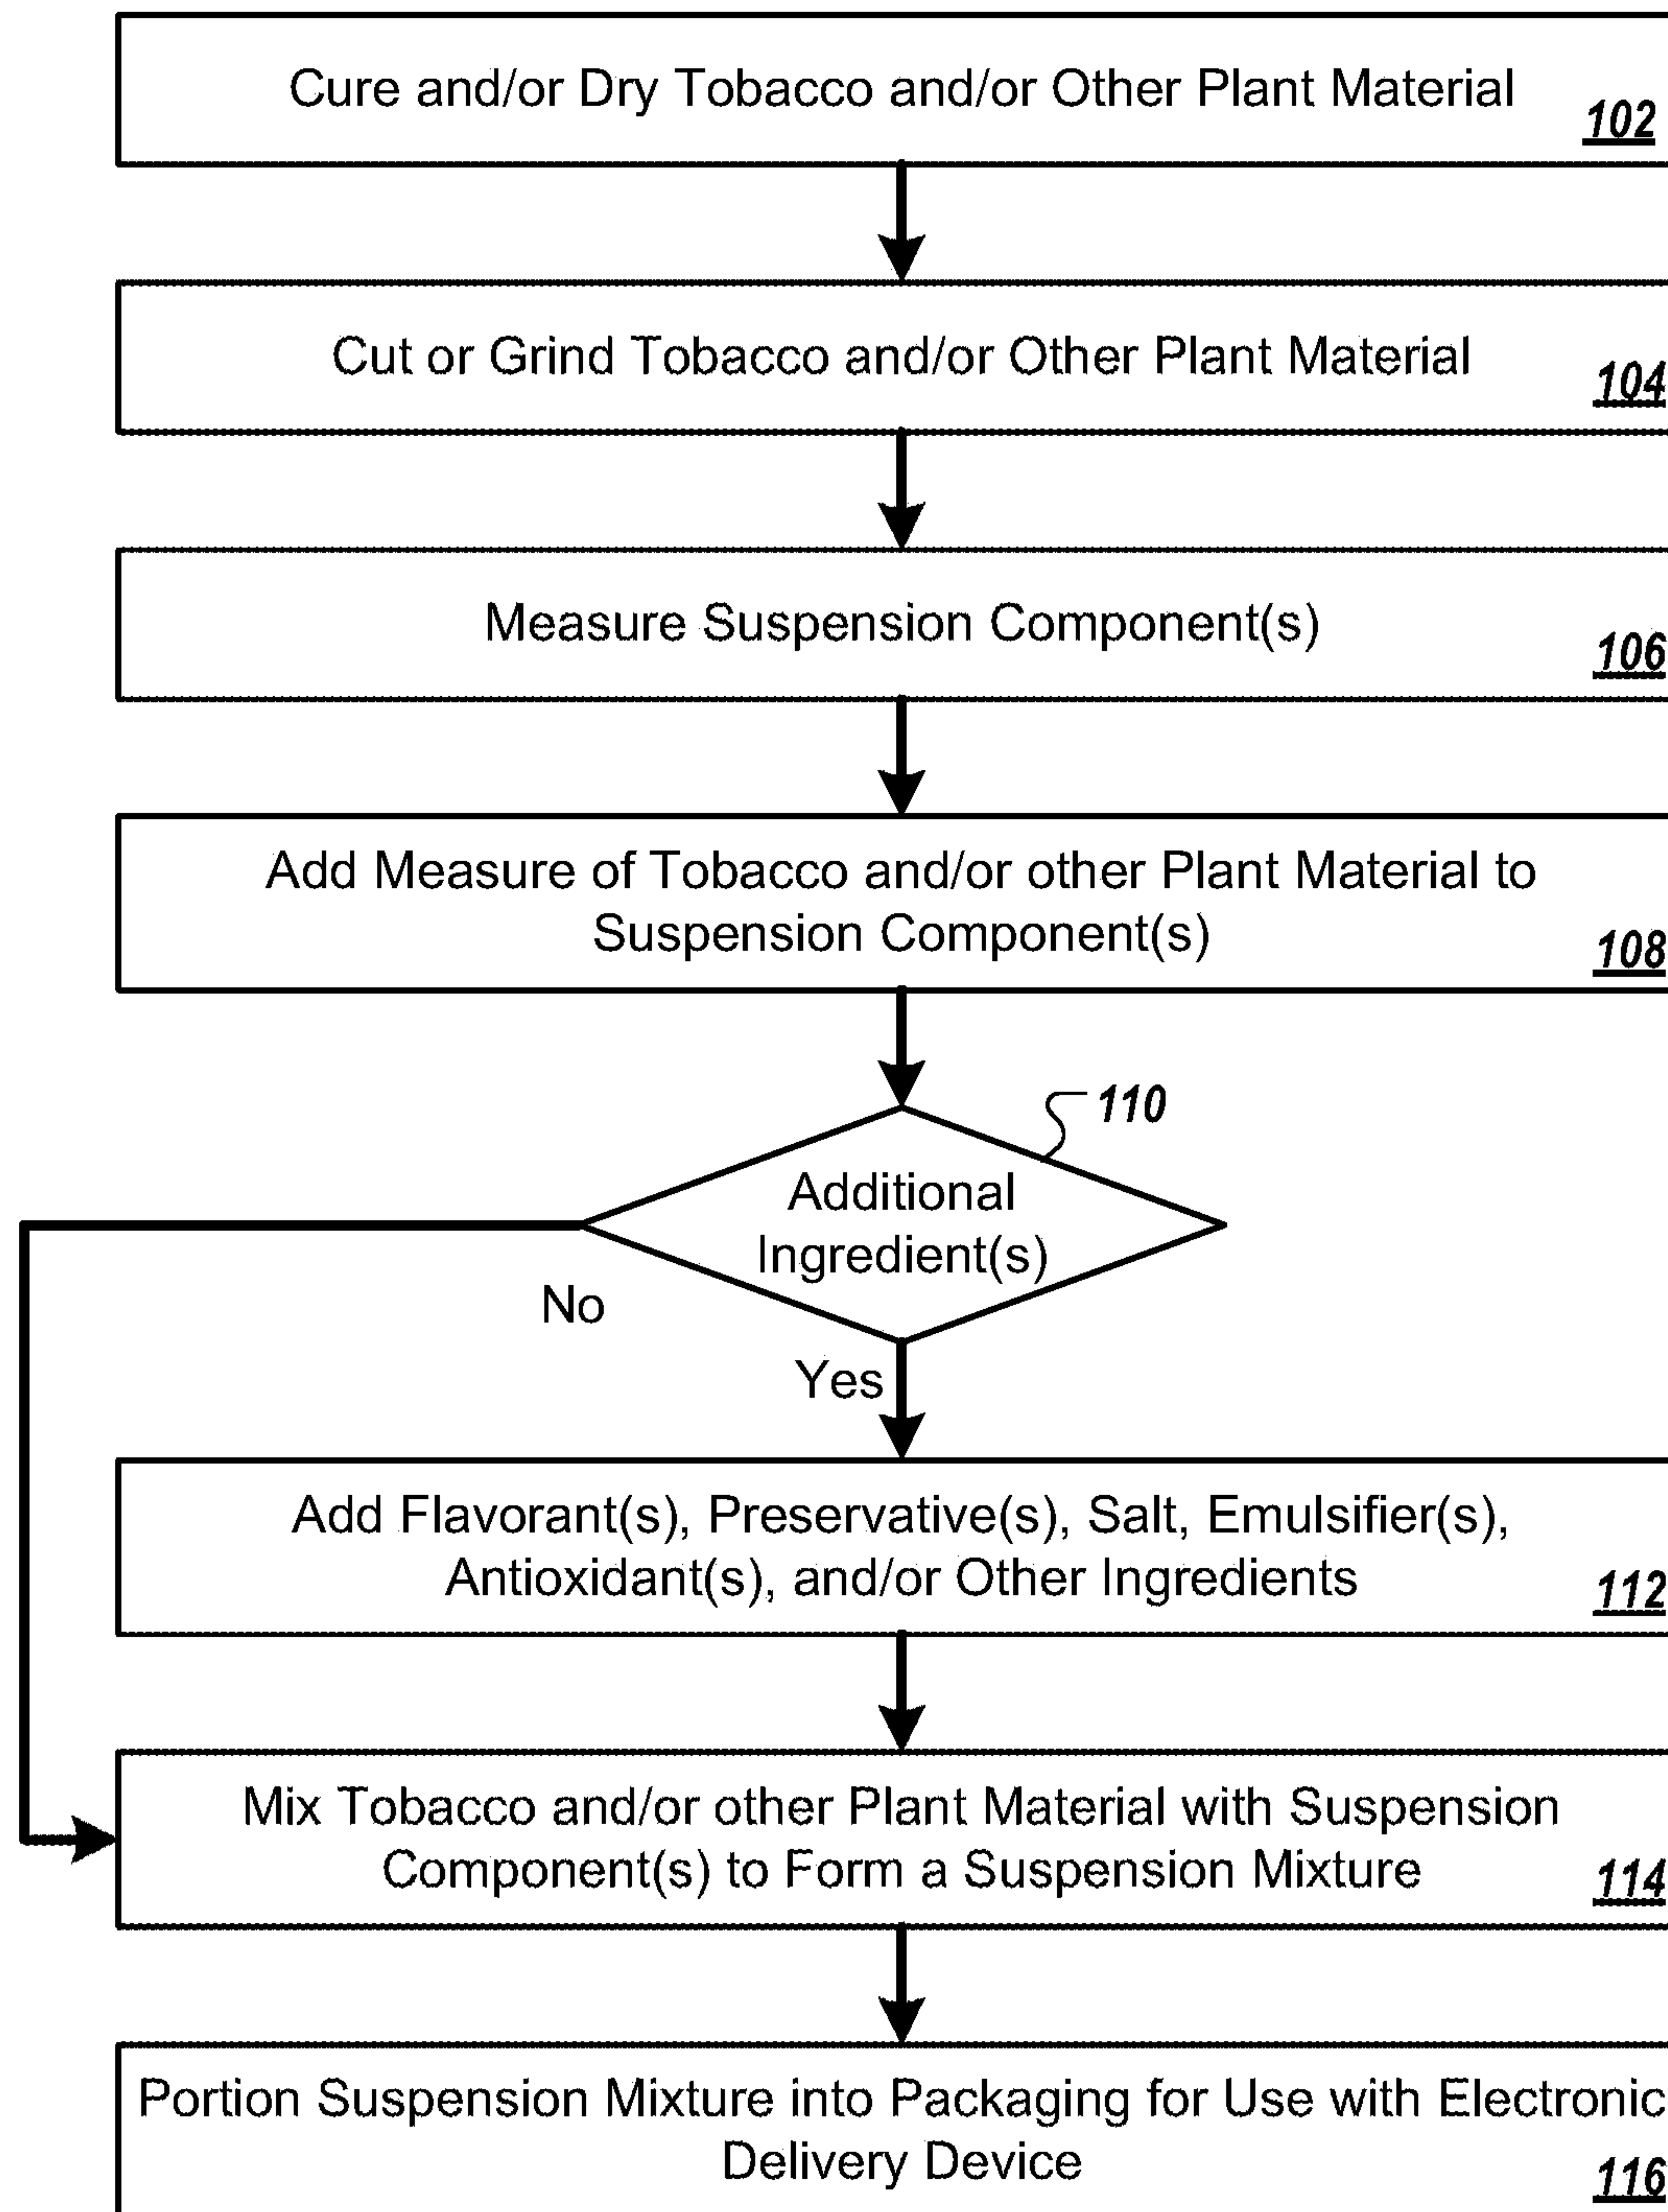 Cure and/or Dry Tobacco and/or Other Plant Material
102
Cut or Grind Tobacco and/or Other Plant Material
104
Measure Suspension Component(s)
106
Add Measure of Tobacco and/or other Plant Material to
Suspension Component(s)
108
110
Additional
Ingredient(s)
No
Yes
Add Flavorant(s), Preservative(s), Salt, Emulsifier(s),
Antioxidant(s), and/or Other Ingredients
112
Mix Tobacco and/or other Plant Material with Suspension
Component(s) to Form a Suspension Mixture
114
Portion Suspension Mixture into Packaging for Use with Electronic
Delivery Device
116